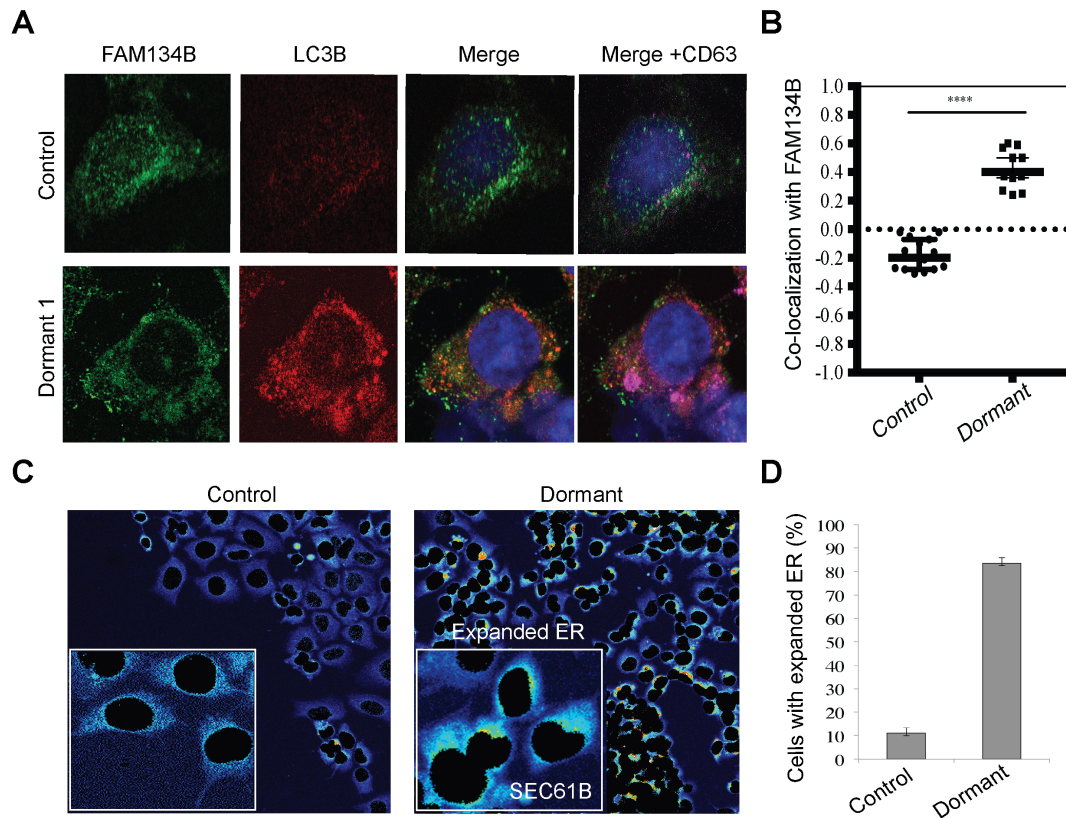 A
FAM134B
LC3B
Merge
Merge +CD63
Control
Dormant 1
B
Co-localization with FAM134B
1.0
0.8
0.6
0.4
0.2
0.0
-0.2
-0.4
-0.6
-0.8
-1.0
****
Control
Dormant
C
Control
Dormant
Expanded ER
SEC61B
D
Cells with expanded ER (%)
100
90
80
70
60
50
40
30
20
10
0
Control
Dormant